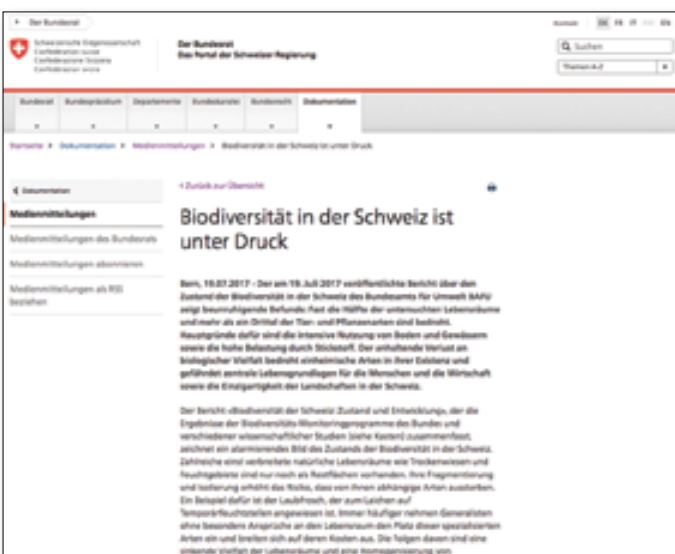 Der Bundesrat
Kontakt DE FR IT EN
Schweizerische Eidgenossenschaft
Confédération suisse
Confederazione Svizzera
Confederaziun svizra
Der Bundesrat
Das Portal der Schweizer Regierung
Suchen
Themen A-Z
Bundesrat Bundespräsidium Departemente Bundeskanzlei Bundesrecht Dokumentation
Startseite Dokumentation Medienmitteilungen Biodiversität in der Schweiz ist unter Druck
Dokumentation
Medienmitteilungen
Medienmitteilungen des Bundesrats
Medienmitteilungen abonnieren
Medienmitteilungen als RSS
beziehen
Zurück zur Übersicht
Biodiversität in der Schweiz ist
unter Druck
Bern, 19.07.2017 - Der am 19. Juli 2017 veröffentlichte Bericht über den
Zustand der Biodiversität in der Schweiz des Bundesamts für Umwelt BAFU
zeigt beunruhigende Befunde: Fast die Hälfte der untersuchten Lebensräume
und mehr als ein Drittel der Tier- und Pflanzenarten sind bedroht.
Hauptgründe dafür sind die intensive Nutzung von Boden und Gewässern
sowie die hohe Belastung durch Stickstoff. Der anhaltende Verlust an
biologischer Vielfalt bedroht einheimische Arten in ihrer Existenz und
gefährdet zentrale Lebensgrundlagen für die Menschen und die Wirtschaft
sowie die Einzigartigkeit der Landschaften in der Schweiz.
Der Bericht «Biodiversität der Schweiz: Zustand und Entwicklung», der die
Ergebnisse der Biodiversitäts-Monitoringprogramme des Bundes und
verschiedener wissenschaftlicher Studien (siehe Kasten) zusammenfasst,
zeichnet ein alarmierendes Bild des Zustands der Biodiversität in der Schweiz.
Zahlreiche einst verbreitete natürliche Lebensräume wie Trockenwiesen und
Feuchtgebiete sind nur noch als Restflächen vorhanden. Ihre Fragmentierung
und Isolierung erhöht das Risiko, dass von ihnen abhängige Arten aussterben.
Ein Beispiel dafür ist der Laubfrosch, der zum Laichen auf
Temporärfeuchtstellen angewiesen ist. Immer häufiger nehmen Generalisten
ohne besondere Ansprüche an den Lebensraum den Platz dieser spezialisierten
Arten ein und breiten sich auf deren Kosten aus. Die Folgen davon sind eine
sinkende Vielfalt der Lebensräume und eine Homogenisierung von